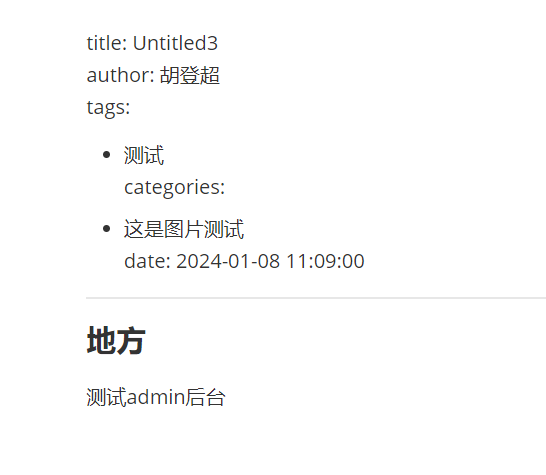 title: Untitled3
author: 胡登超
tags:
测试
categories:
这是图片测试
date: 2024-01-08 11:09:00
地方
测试admin后台